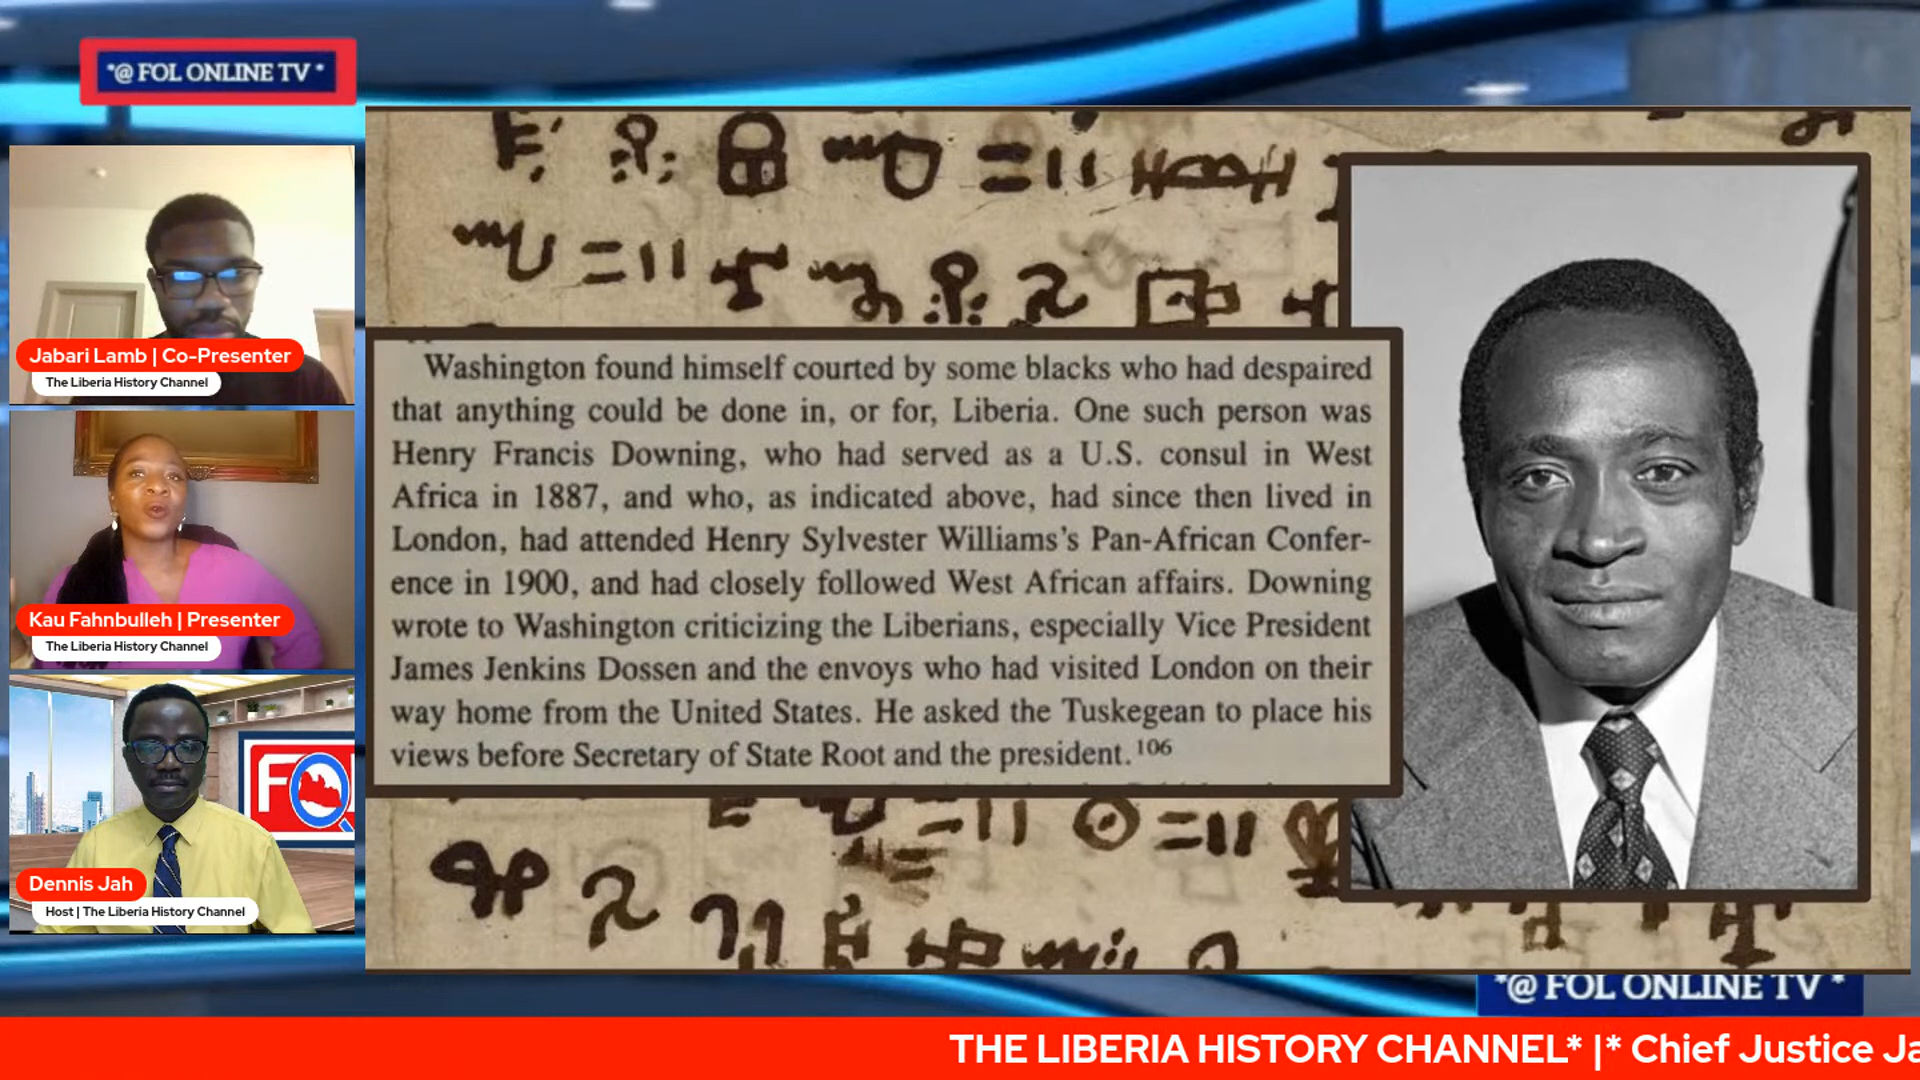 *@ FOL ONLINE TV *
Jabari Lamb | Co-Presenter
The Liberia History Channel
Kau Fahnbulleh | Presenter
The Liberia History Channel
Dennis Jah
Host | The Liberia History Channel
Washington found himself courted by some blacks who had despaired
that anything could be done in, or for, Liberia. One such person was
Henry Francis Downing, who had served as a U.S. consul in West
Africa in 1887, and who, as indicated above, had since then lived in
London, had attended Henry Sylvester Williams's Pan-African Confer-
ence in 1900, and had closely followed West African affairs. Downing
wrote to Washington criticizing the Liberians, especially Vice President
James Jenkins Dossen and the envoys who had visited London on their
way home from the United States. He asked the Tuskegean to place his
views before Secretary of State Root and the president.106
*@ FOL ONLINE TV *
THE LIBERIA HISTORY CHANNEL* |* Chief Justice Ja